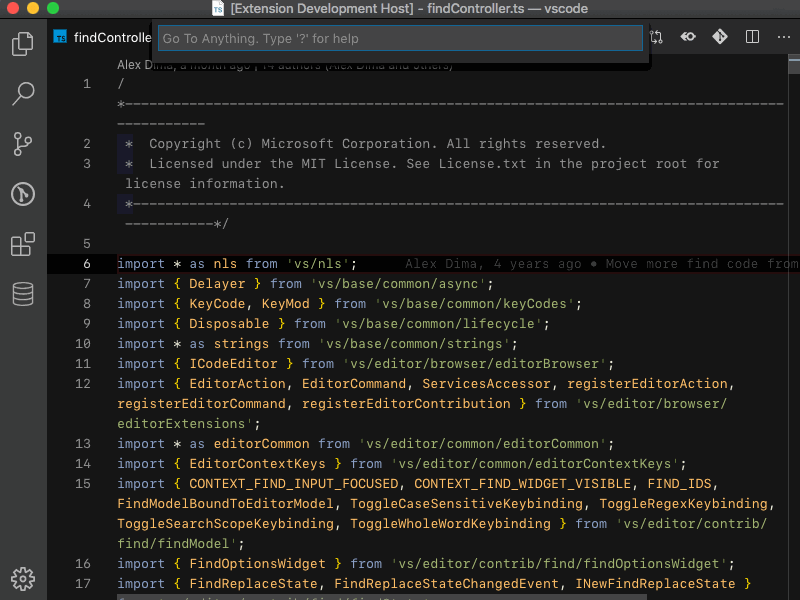 [Extension Development Host] - findController.ts — vscode
TS findControlle
Go To Anything. Type '?' for help
Alex Dima, a month ago | 14 authors (Alex Dima and others)
1 /
*----------------------------------------------------------------------------------
-----------
2 * Copyright (c) Microsoft Corporation. All rights reserved.
3 * Licensed under the MIT License. See License.txt in the project root for
license information.
4 *---------------------------------------------------------------------------------
-----------*/
5
6 import * as nls from 'vs/nls'; Alex Dima, 4 years ago • Move more find code from
7 import { Delayer } from 'vs/base/common/async';
8 import { KeyCode, KeyMod } from 'vs/base/common/keyCodes';
9 import { Disposable } from 'vs/base/common/lifecycle';
10 import * as strings from 'vs/base/common/strings';
11 import { ICodeEditor } from 'vs/editor/browser/editorBrowser';
12 import { EditorAction, EditorCommand, ServicesAccessor, registerEditorAction,
registerEditorCommand, registerEditorContribution } from 'vs/editor/browser/
editorExtensions';
13 import * as editorCommon from 'vs/editor/common/editorCommon';
14 import { EditorContextKeys } from 'vs/editor/common/editorContextKeys';
15 import { CONTEXT_FIND_INPUT_FOCUSED, CONTEXT_FIND_WIDGET_VISIBLE, FIND_IDS,
FindModelBoundToEditorModel, ToggleCaseSensitiveKeybinding, ToggleRegexKeybinding,
ToggleSearchScopeKeybinding, ToggleWholeWordKeybinding } from 'vs/editor/contrib/
find/findModel';
16 import { FindOptionsWidget } from 'vs/editor/contrib/find/findOptionsWidget';
17 import { FindReplaceState, FindReplaceStateChangedEvent, INewFindReplaceState }